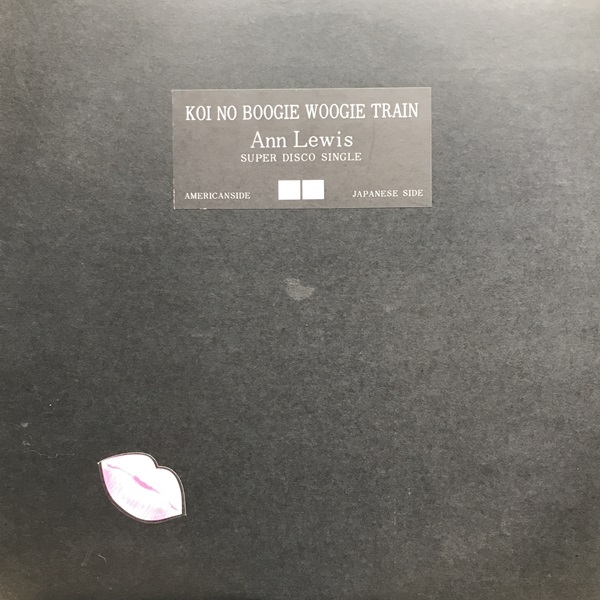 KOI NO BOOGIE WOOGIE TRAIN
Ann Lewis
SUPER DISCO SINGLE
AMERICANSIDE JAPANESE SIDE